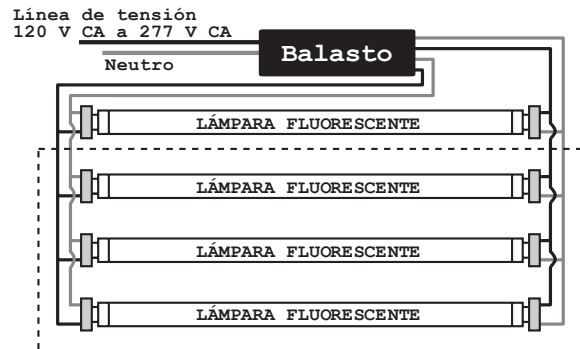 Línea de tensión
120 V CA a 277 V CA
Neutro
Balasto
LÁMPARA FLUORESCENTE
LÁMPARA FLUORESCENTE
LÁMPARA FLUORESCENTE
LÁMPARA FLUORESCENTE